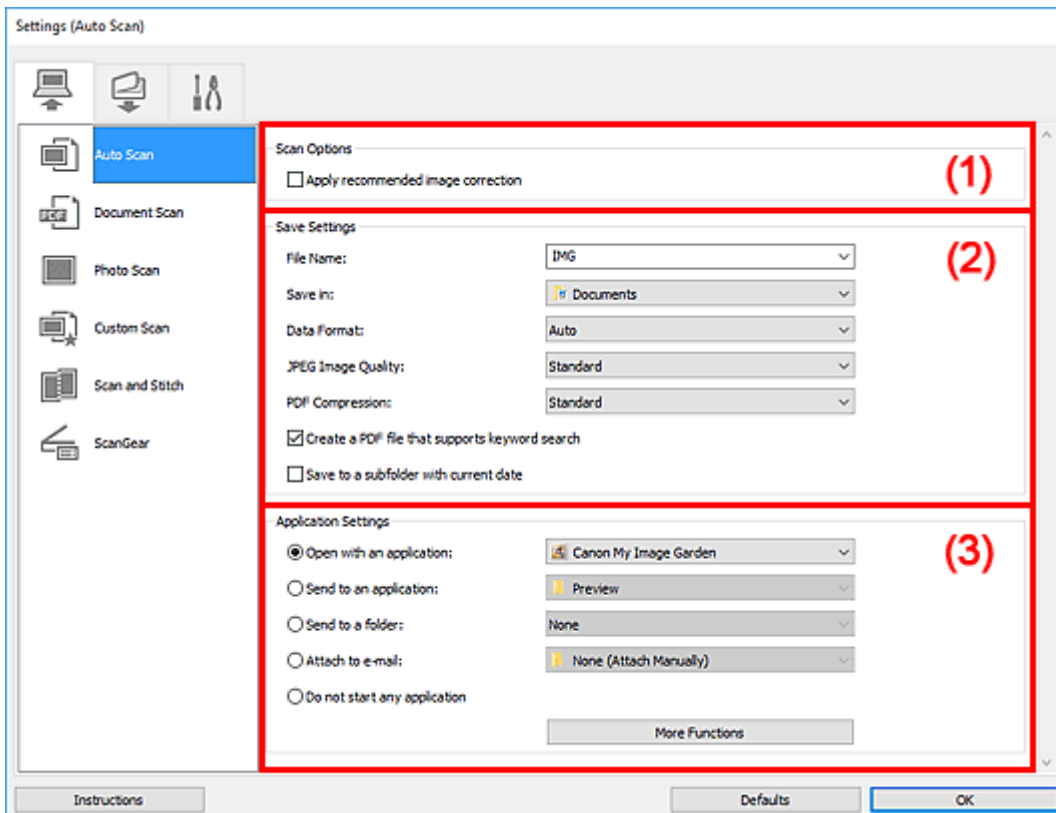 Settings (Auto Scan)
Auto Scan
Document Scan
Photo Scan
Custom Scan
Scan and Stitch
ScanGear
Scan Options
(1)
Apply recommended image correction
Save Settings
(2)
File Name: IMG
Save in: Documents
Data Format: Auto
JPEG Image Quality: Standard
PDF Compression: Standard
Create a PDF file that supports keyword search
Save to a subfolder with current date
Application Settings
(3)
Open with an application: Canon My Image Garden
Send to an application: Preview
Send to a folder: None
Attach to e-mail: None (Attach Manually)
Do not start any application
More Functions
Instructions Defaults OK